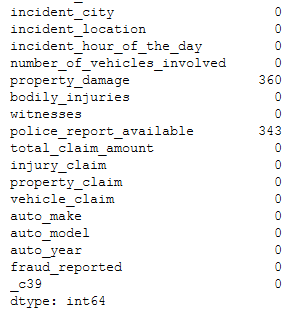 incident_city 0
incident_location 0
incident_hour_of_the_day 0
number_of_vehicles_involved 0
property_damage 360
bodily_injuries 0
witnesses 0
police_report_available 343
total_claim_amount 0
injury_claim 0
property_claim 0
vehicle_claim 0
auto_make 0
auto_model 0
auto_year 0
fraud_reported 0
_c39 0
dtype: int64